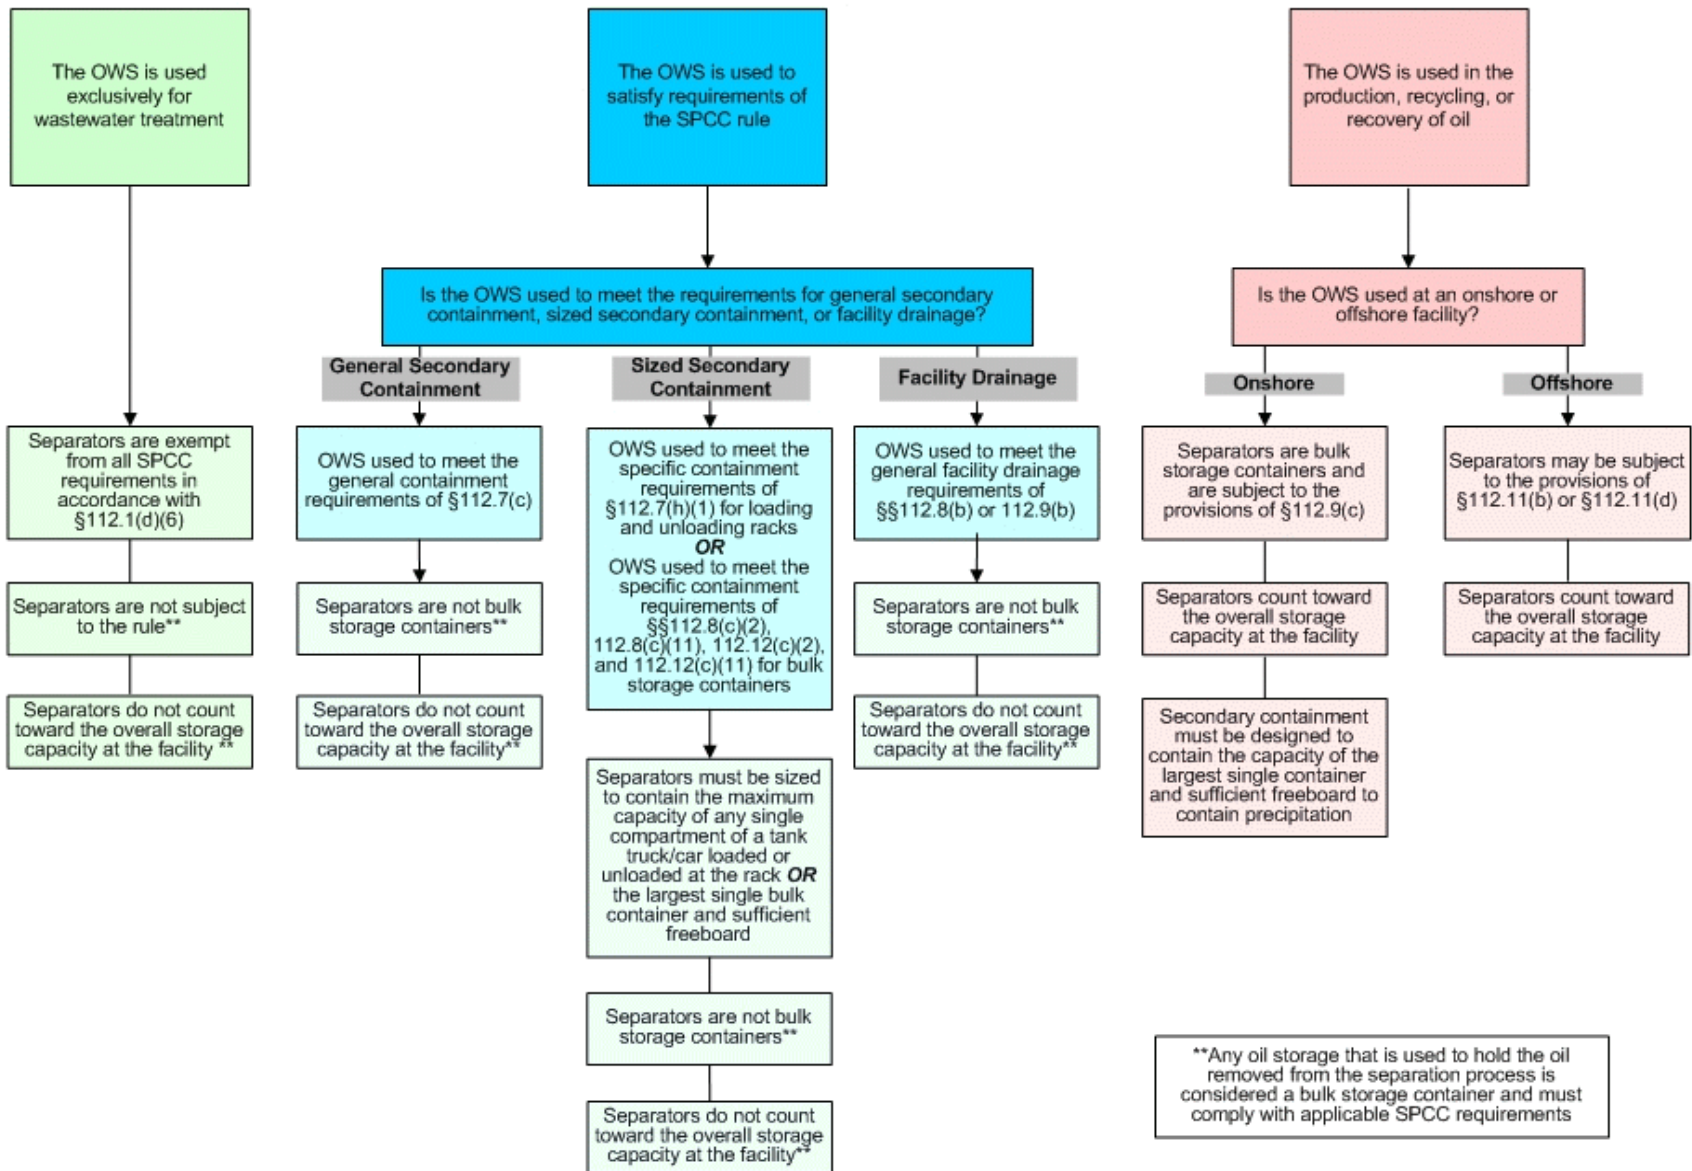 The OWS is used
exclusively for
wastewater treatment
The OWS is used to
satisfy requirements of
the SPCC rule
The OWS is used in the
production, recycling, or
recovery of oil
Is the OWS used to meet the requirements for general secondary
containment, sized secondary containment, or facility drainage?
Is the OWS used at an onshore or
offshore facility?
General Secondary
Containment
Sized Secondary
Containment
Facility Drainage
Onshore
Offshore
Separators are exempt
from all SPCC
requirements in
accordance with
§112.1(d)(6)
Separators are not subject
to the rule**
Separators do not count
toward the overall storage
capacity at the facility **
OWS used to meet the
general containment
requirements of §112.7(c)
Separators are not bulk
storage containers**
Separators do not count
toward the overall storage
capacity at the facility**
OWS used to meet the
specific containment
requirements of
§112.7(h)(1) for loading
and unloading racks
OR
OWS used to meet the
specific containment
requirements of
§§112.8(c)(2),
112.8(c)(11), 112.12(c)(2),
and 112.12(c)(11) for bulk
storage containers
Separators must be sized
to contain the maximum
capacity of any single
compartment of a tank
truck/car loaded or
unloaded at the rack OR
the largest single bulk
container and sufficient
freeboard
Separators are not bulk
storage containers**
Separators do not count
toward the overall storage
capacity at the facility**
OWS used to meet the
general facility drainage
requirements of
§§112.8(b) or 112.9(b)
Separators are not bulk
storage containers**
Separators do not count
toward the overall storage
capacity at the facility**
Separators are bulk
storage containers and
are subject to the
provisions of §112.9(c)
Separators count toward
the overall storage
capacity at the facility
Secondary containment
must be designed to
contain the capacity of the
largest single container
and sufficient freeboard to
contain precipitation
Separators may be subject
to the provisions of
§112.11(b) or §112.11(d)
Separators count toward
the overall storage
capacity at the facility
**Any oil storage that is used to hold the oil
removed from the separation process is
considered a bulk storage container and must
comply with applicable SPCC requirements